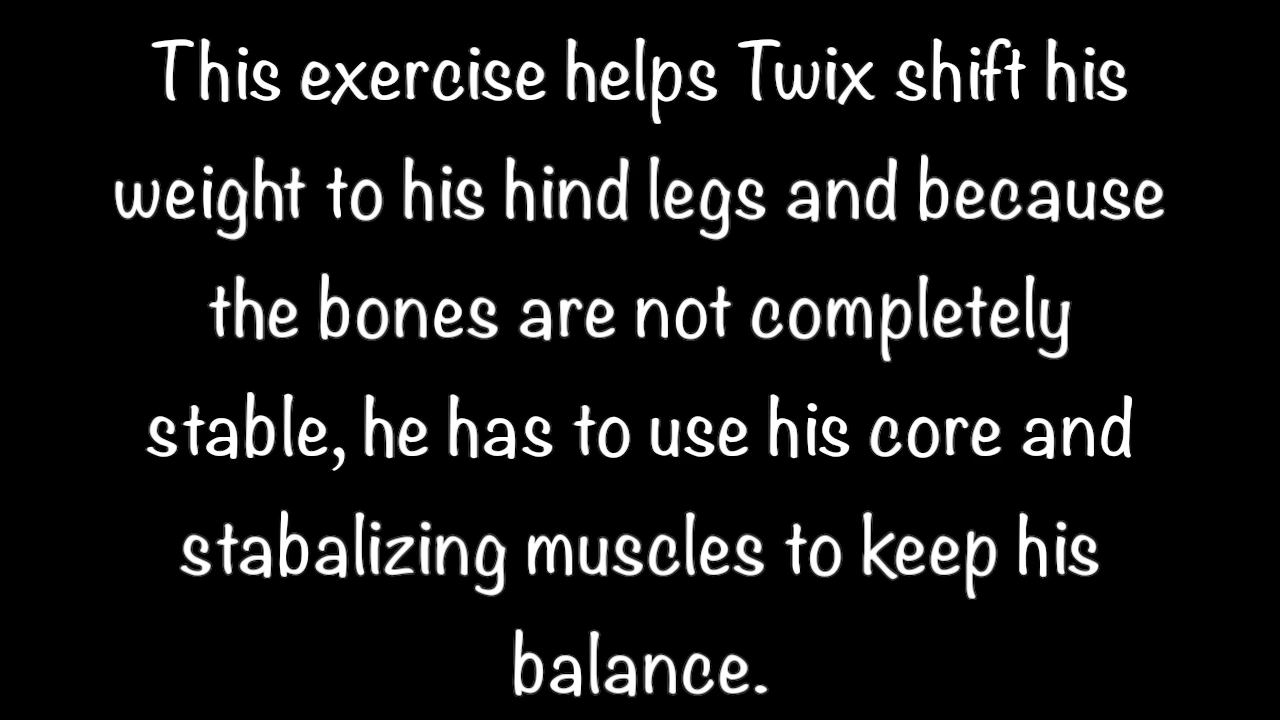 This exercise helps Twix shift his
weight to his hind legs and because
the bones are not completely
stable, he has to use his core and
stabalizing muscles to keep his
balance.